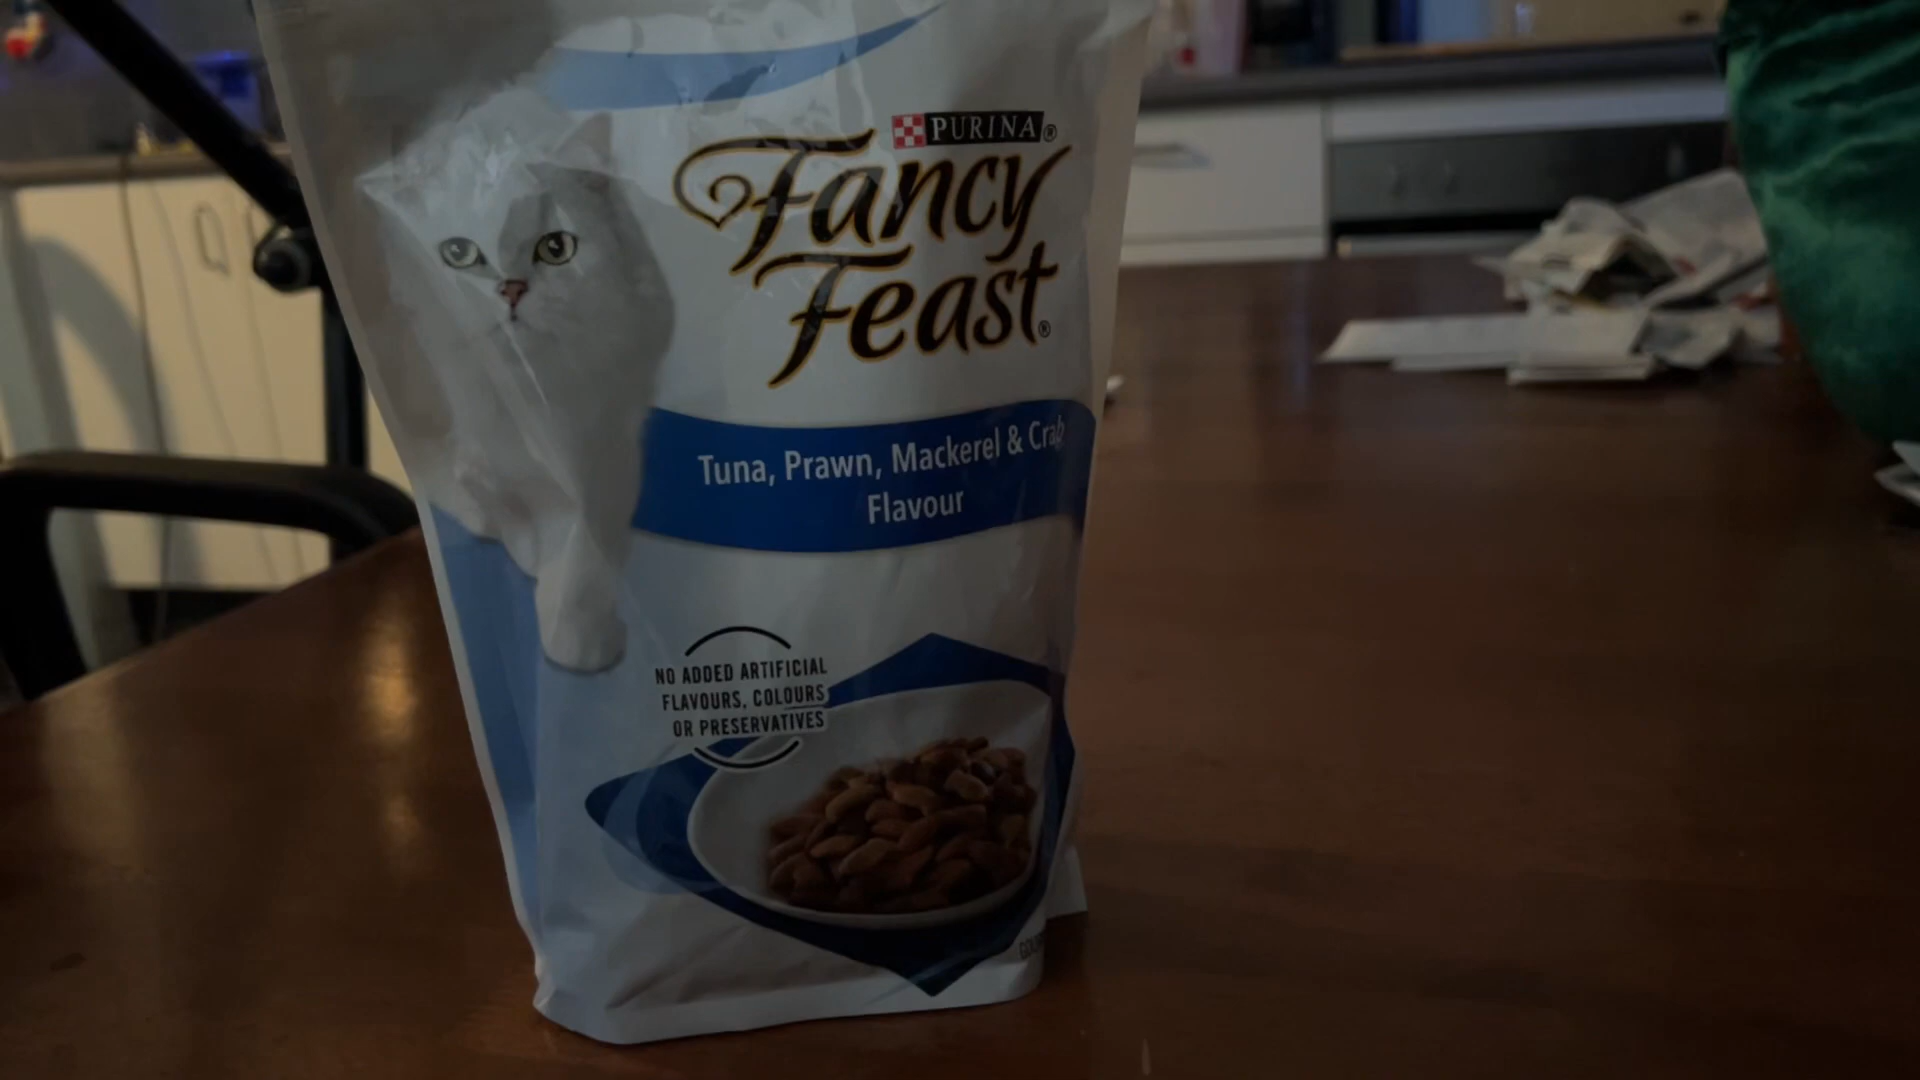 PURINA®
Fancy
Feast®
Tuna, Prawn, Mackerel & Crab
Flavour
NO ADDED ARTIFICIAL
FLAVOURS, COLOURS
OR PRESERVATIVES